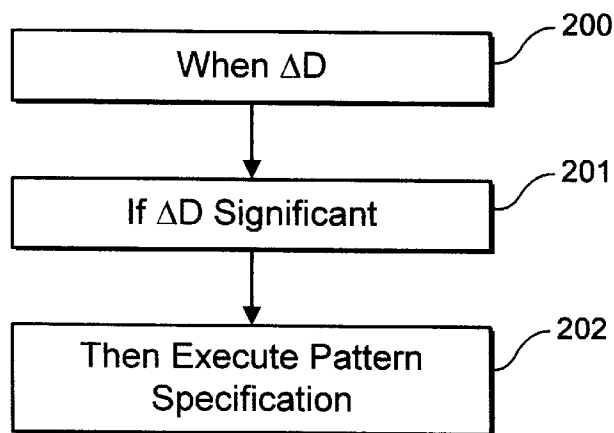 200
When ΔD
201
If ΔD Significant
202
Then Execute Pattern
Specification